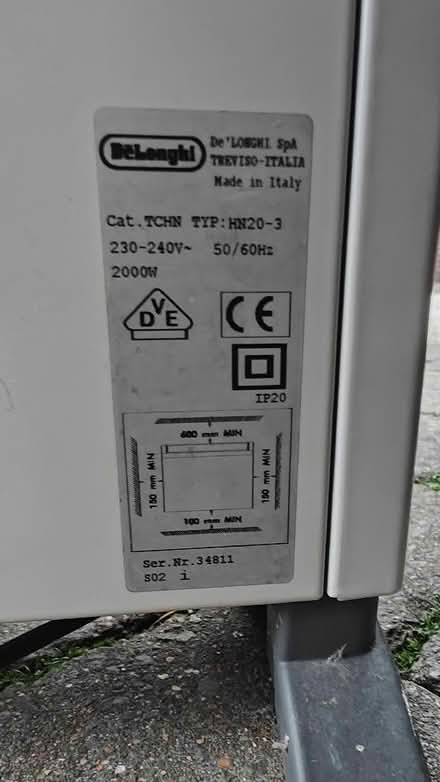 DēLonghi
De'LONGHI SpA
TREVISO-ITALIA
Made in Italy
Cat.TCHN TYP:HN20-3
230-240V~ 50/60Hz
2000W
DVE
CE
IP20
600 mm MIN
150 mm MIN
150 mm MIN
100 mm MIN
Ser.Nr.34811
S02 i